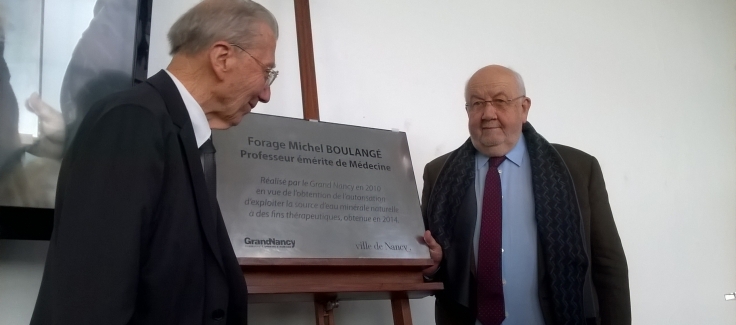 Forage Michel BOULANGE
Professeur émérite de Médecine
Réalisé par le Grand Nancy en 2010
en vue de l'obtention de l'autorisation
d'exploiter la source d'eau minérale naturelle
à des fins thérapeutiques, obtenue en 2014
GrandNancy
ville de Nancy